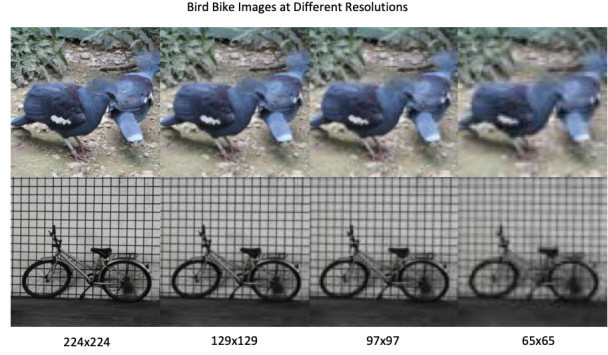 Bird Bike Images at Different Resolutions
224x224 129x129 97x97 65x65